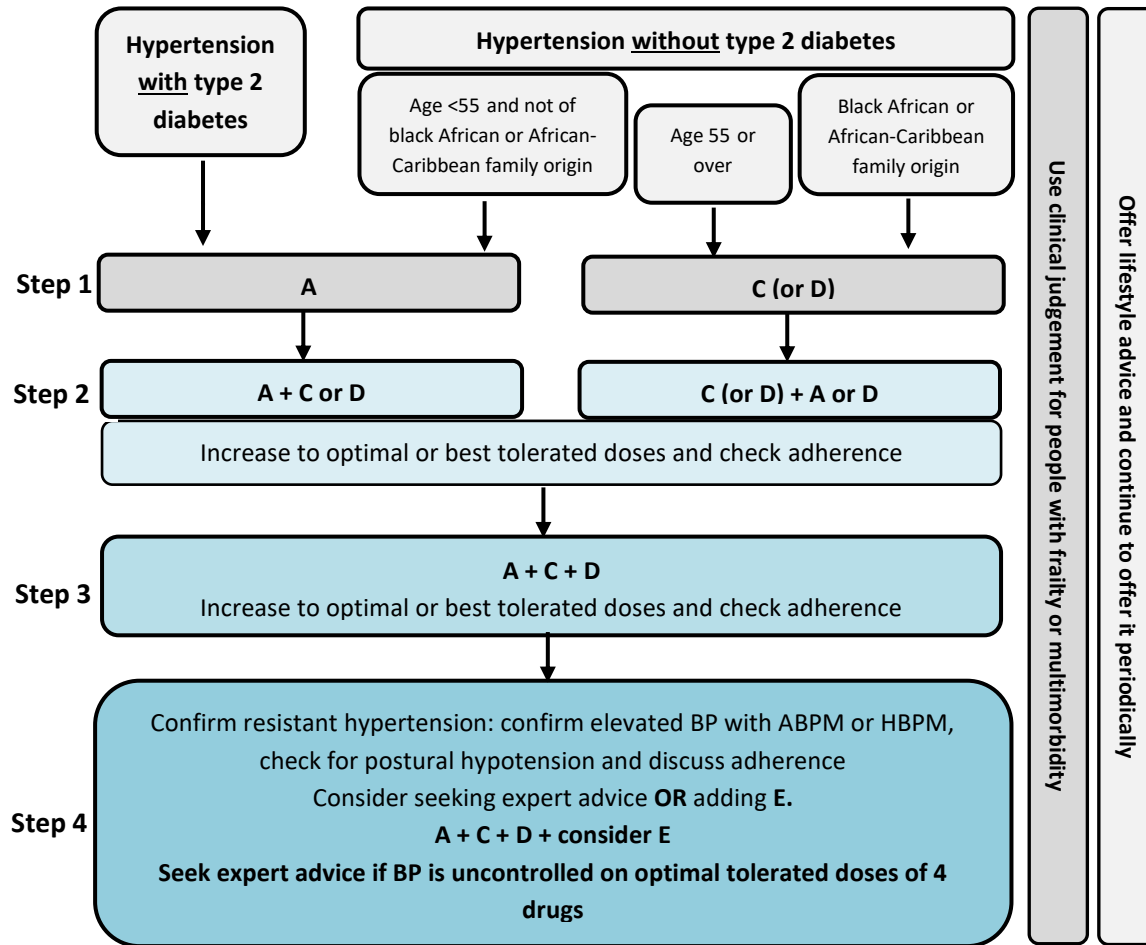 Hypertension
with type 2
diabetes
Hypertension without type 2 diabetes
Age <55 and not of
black African or African-
Caribbean family origin
Age 55 or
over
Black African or
African-Caribbean
family origin
Step 1
A
C (or D)
Step 2
A + C or D
C (or D) + A or D
Increase to optimal or best tolerated doses and check adherence
Step 3
A + C + D
Increase to optimal or best tolerated doses and check adherence
Step 4
Confirm resistant hypertension: confirm elevated BP with ABPM or HBPM,
check for postural hypotension and discuss adherence
Consider seeking expert advice OR adding E.
A + C + D + consider E
Seek expert advice if BP is uncontrolled on optimal tolerated doses of 4
drugs
Use clinical judgement for people with frailty or multimorbidity
Offer lifestyle advice and continue to offer it periodically